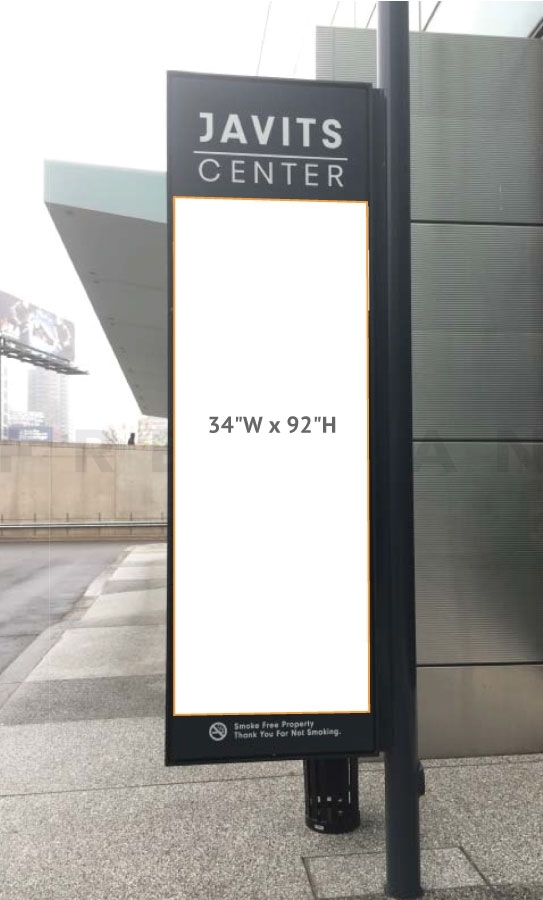 JAVITS
CENTER
34"W x 92"H
Smoke Free Property
Thank You For Not Smoking.